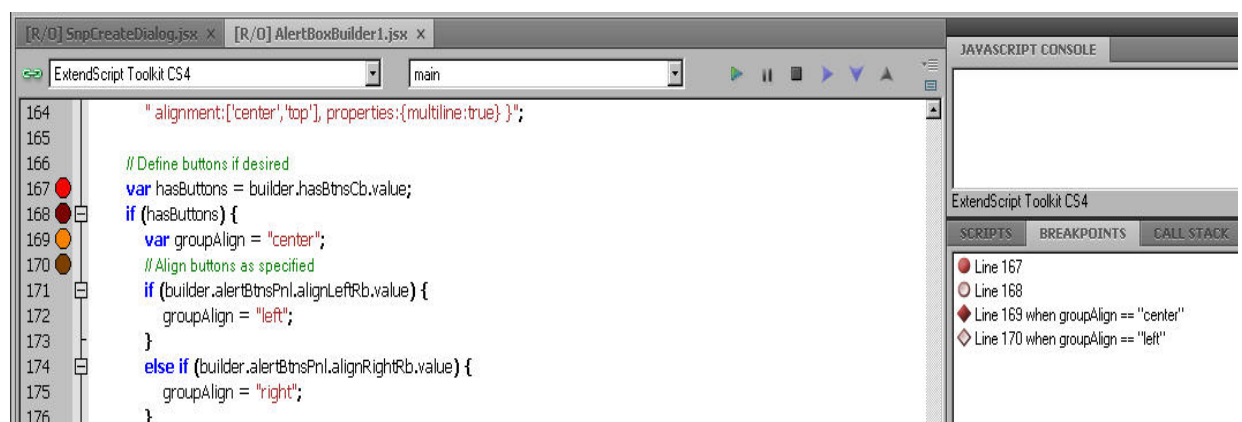 [R/O] SnpCreateDialog.jsx X [R/O] AlertBoxBuilder1.jsx X
ExtendScript Toolkit CS4 main
164 " alignment:['center','top'], properties:{multiline:true} }";
165
166 // Define buttons if desired
167 var hasButtons = builder.hasBtnsCb.value;
168 if (hasButtons) {
169 var groupAlign = "center";
170 // Align buttons as specified
171 if (builder.alertBtnsPnl.alignLeftRb.value) {
172 groupAlign = "left";
173 }
174 else if (builder.alertBtnsPnl.alignRightRb.value) {
175 groupAlign = "right";
176 }
JAVASCRIPT CONSOLE
ExtendScript Toolkit CS4
SCRIPTS BREAKPOINTS CALL STACK
Line 167
Line 168
Line 169 when groupAlign == "center"
Line 170 when groupAlign == "left"